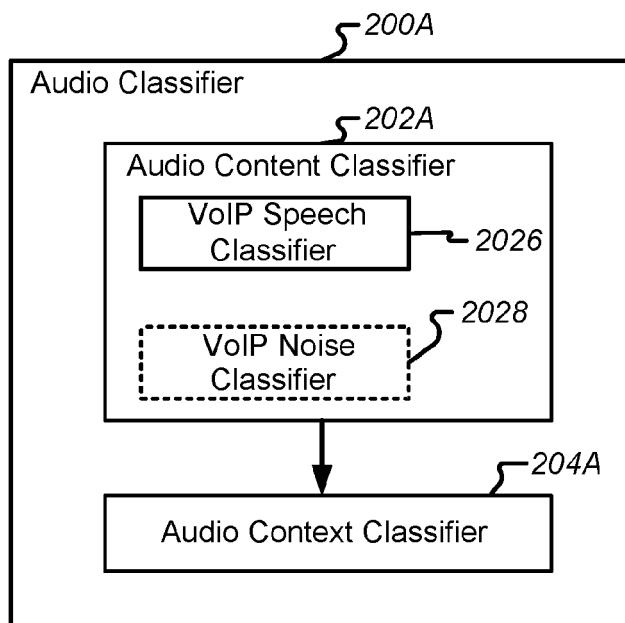 200A
Audio Classifier
202A
Audio Content Classifier
VoIP Speech
Classifier
2026
2028
VoIP Noise
Classifier
204A
Audio Context Classifier